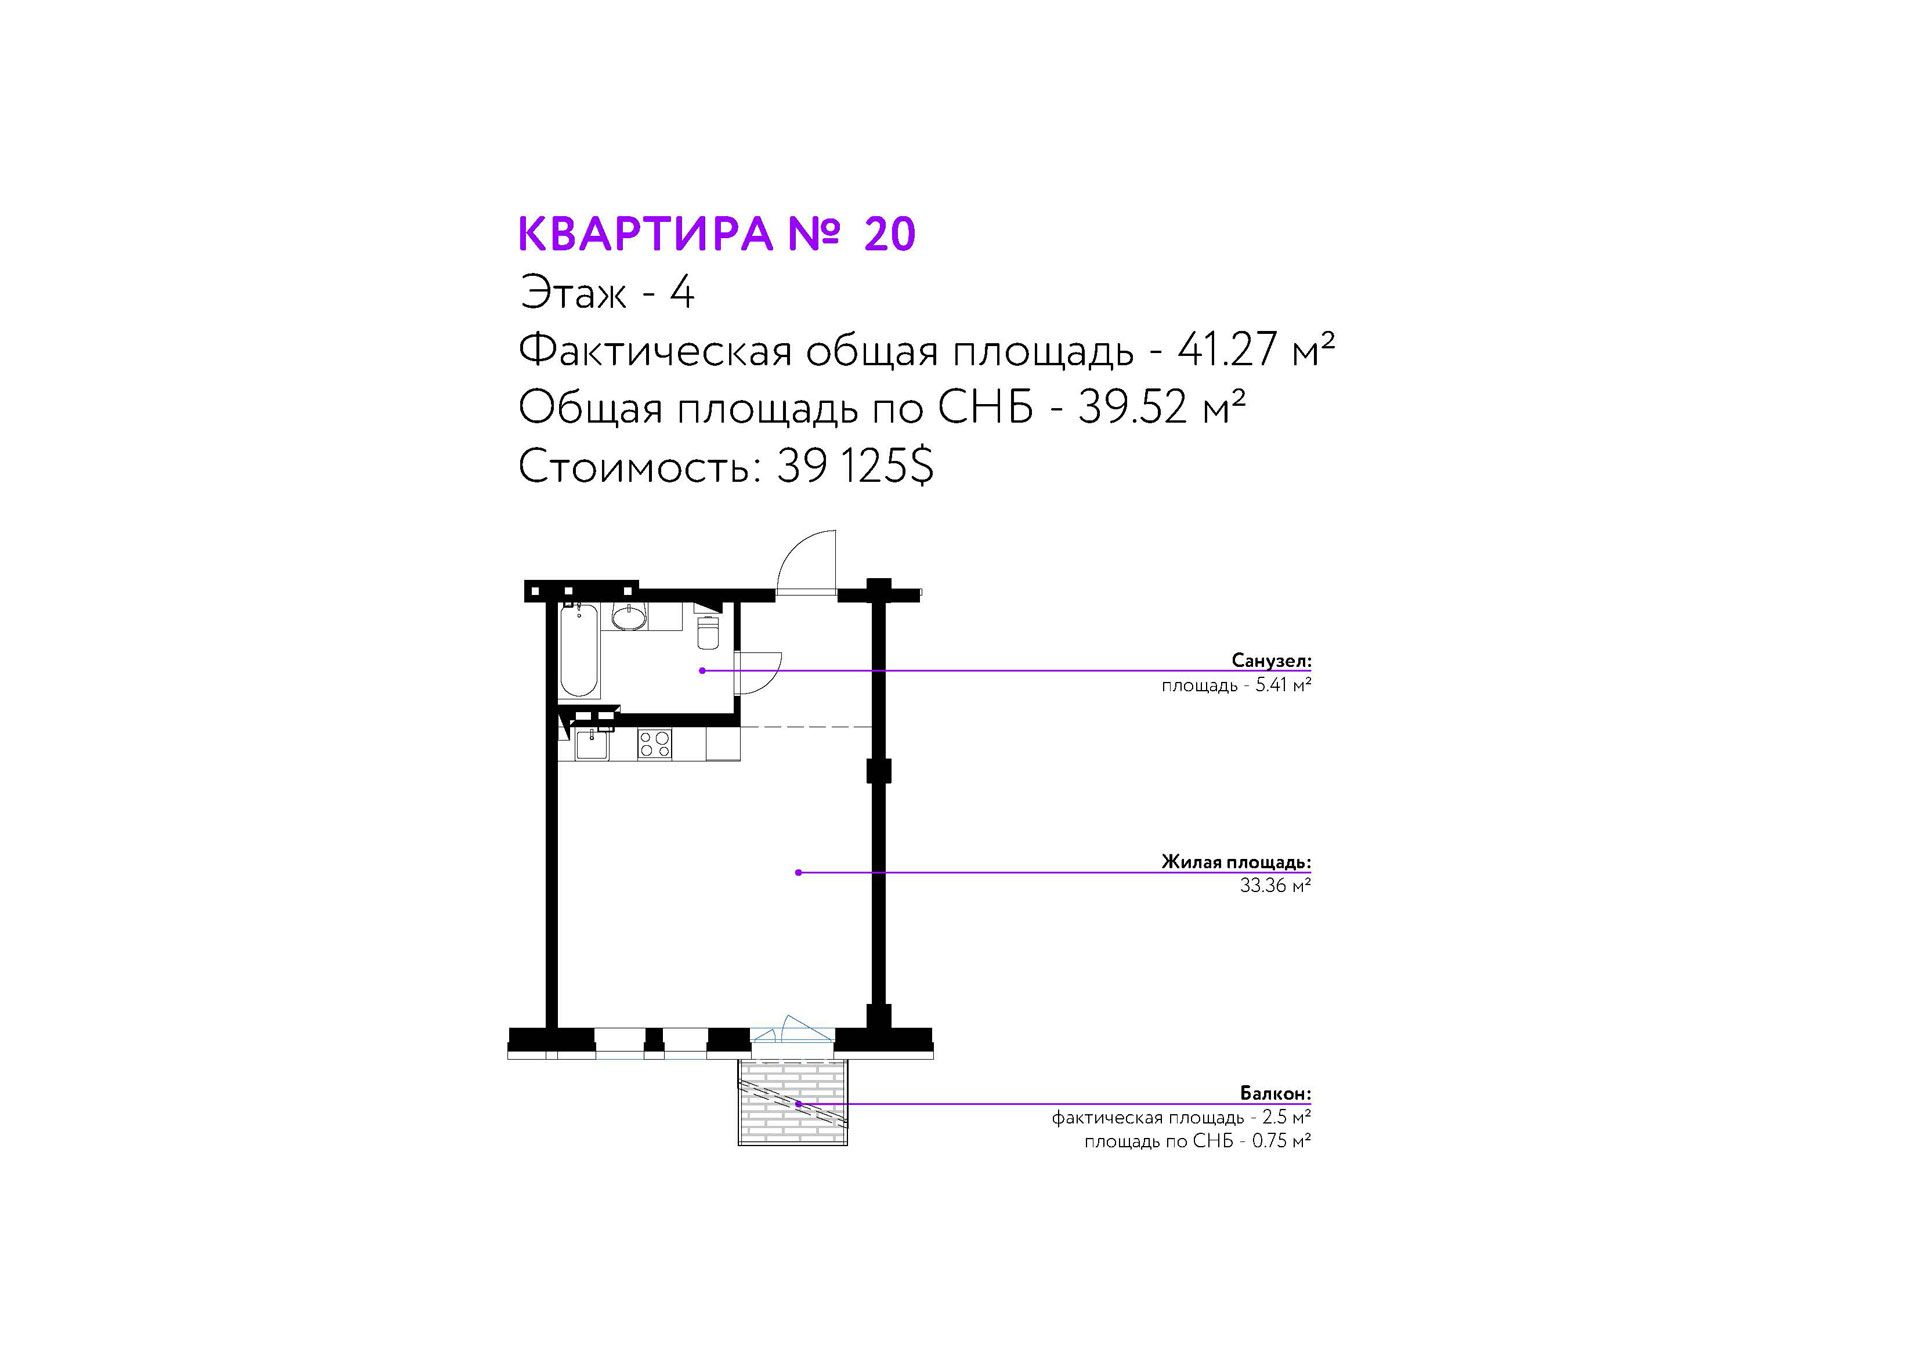 КВАРТИРА № 20
Этаж - 4
Фактическая общая площадь - 41.27 м²
Общая площадь по СНБ - 39.52 м²
Стоимость: 39 125$
Санузел:
площадь - 5.41 м²
Жилая площадь:
33.36 м²
Балкон:
фактическая площадь - 2.5 м²
площадь по СНБ - 0.75 м²